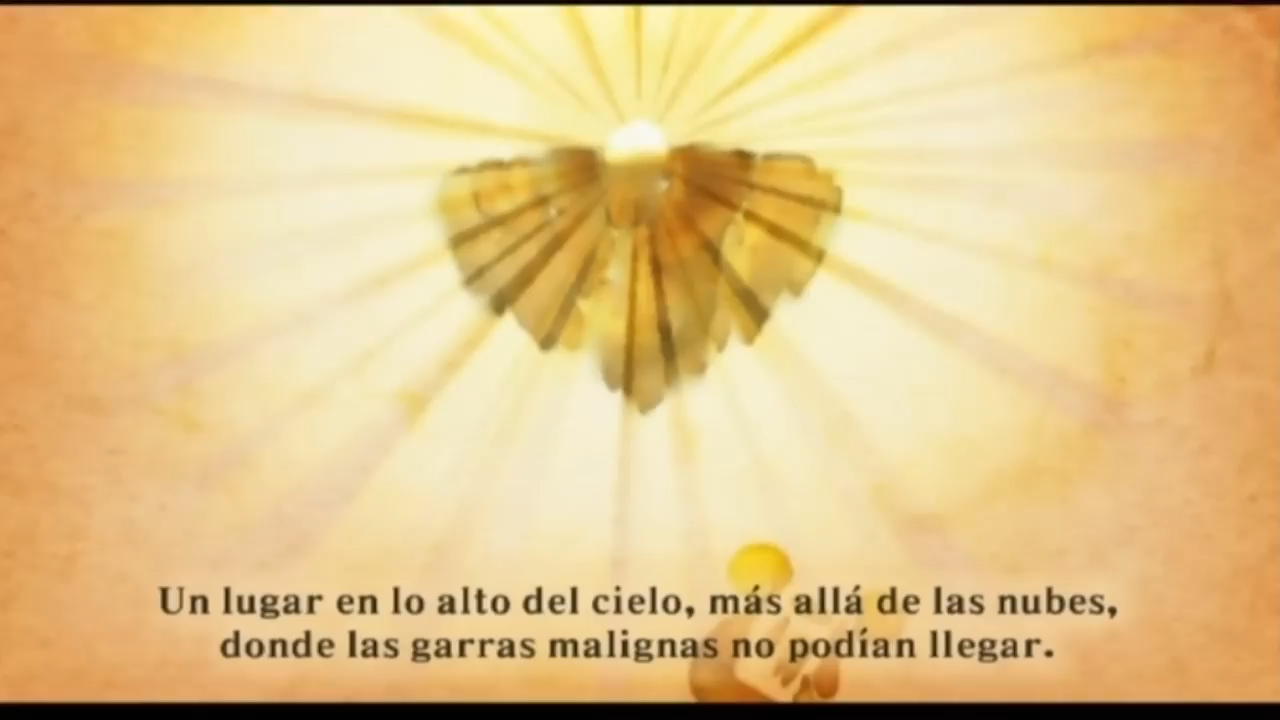 Un lugar en lo alto del cielo, más allá de las nubes,
donde las garras malignas no podían llegar.